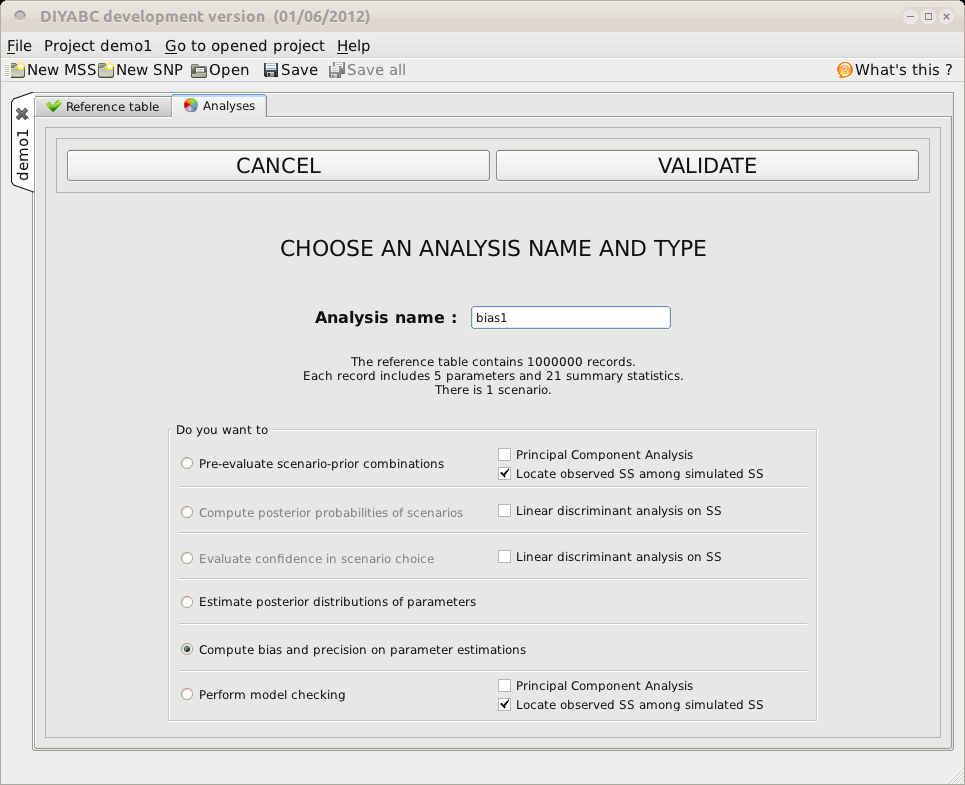 DIYABC development version (01/06/2012)
File Project demo1 Go to opened project Help
New MSS New SNP Open Save Save all What's this ?
demo1
Reference table Analyses
CANCEL VALIDATE
CHOOSE AN ANALYSIS NAME AND TYPE
Analysis name : bias1
The reference table contains 1000000 records.
Each record includes 5 parameters and 21 summary statistics.
There is 1 scenario.
Do you want to
Pre-evaluate scenario-prior combinations
Principal Component Analysis
Locate observed SS among simulated SS
Compute posterior probabilities of scenarios Linear discriminant analysis on SS
Evaluate confidence in scenario choice Linear discriminant analysis on SS
Estimate posterior distributions of parameters
Compute bias and precision on parameter estimations
Perform model checking
Principal Component Analysis
Locate observed SS among simulated SS